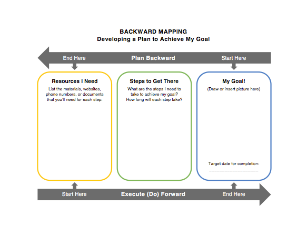 BACKWARD MAPPING
Developing a Plan to Achieve My Goal
End Here Plan Backward Start Here
Resources I Need
List the materials, websites,
phone numbers, or documents
that you'll need for each step.
Steps to Get There
What are the steps I need to
take to achieve my goal?
How long will each step take?
My Goal!
(Draw or insert picture here)
Target date for completion:
Start Here Execute (Do) Forward End Here